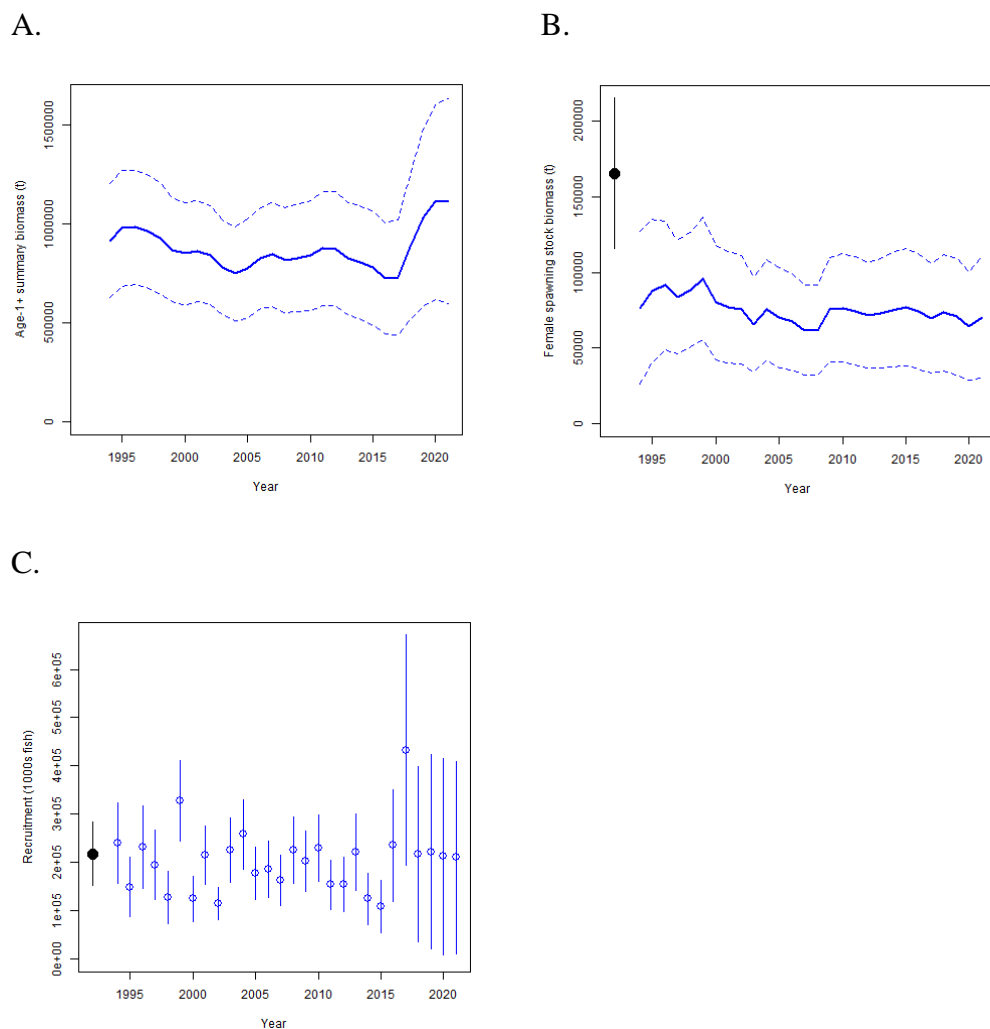 A.
B.
Age-1+ summary biomass (t)
0
500000
1000000
1500000
1995
2000
2005
2010
2015
2020
Year
Female spawning stock biomass (t)
0
50000
100000
150000
200000
1995
2000
2005
2010
2015
2020
Year
C.
Recruitment (1000s fish)
0e+00
1e+05
2e+05
3e+05
4e+05
5e+05
6e+05
1995
2000
2005
2010
2015
2020
Year